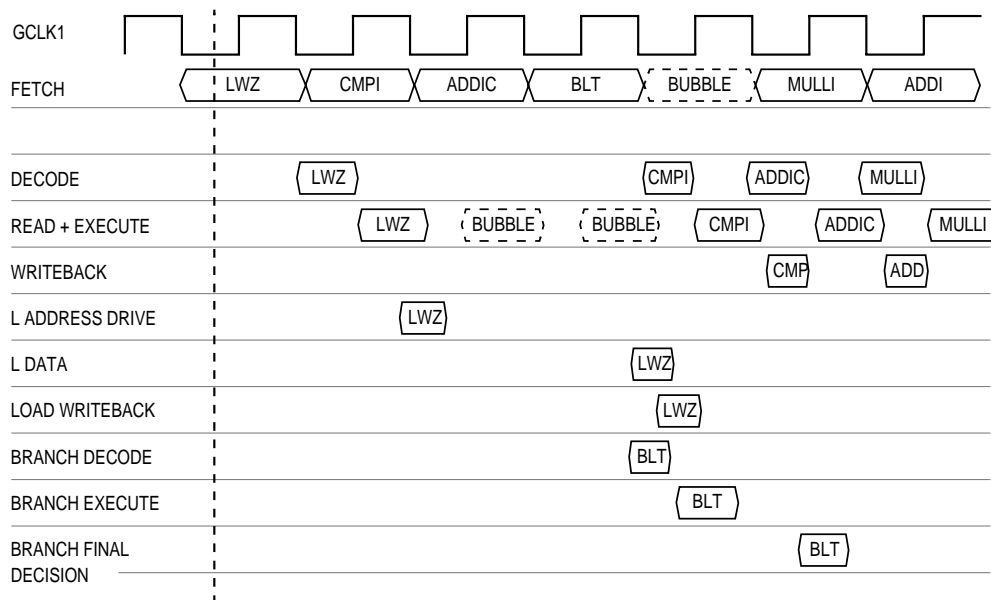 GCLK1
FETCH LWZ CMPI ADDIC BLT BUBBLE MULLI ADDI
DECODE LWZ CMPI ADDIC MULLI
READ + EXECUTE LWZ BUBBLE BUBBLE CMPI ADDIC MULLI
WRITEBACK CMP ADD
L ADDRESS DRIVE LWZ
L DATA LWZ
LOAD WRITEBACK LWZ
BRANCH DECODE BLT
BRANCH EXECUTE BLT
BRANCH FINAL BLT
DECISION